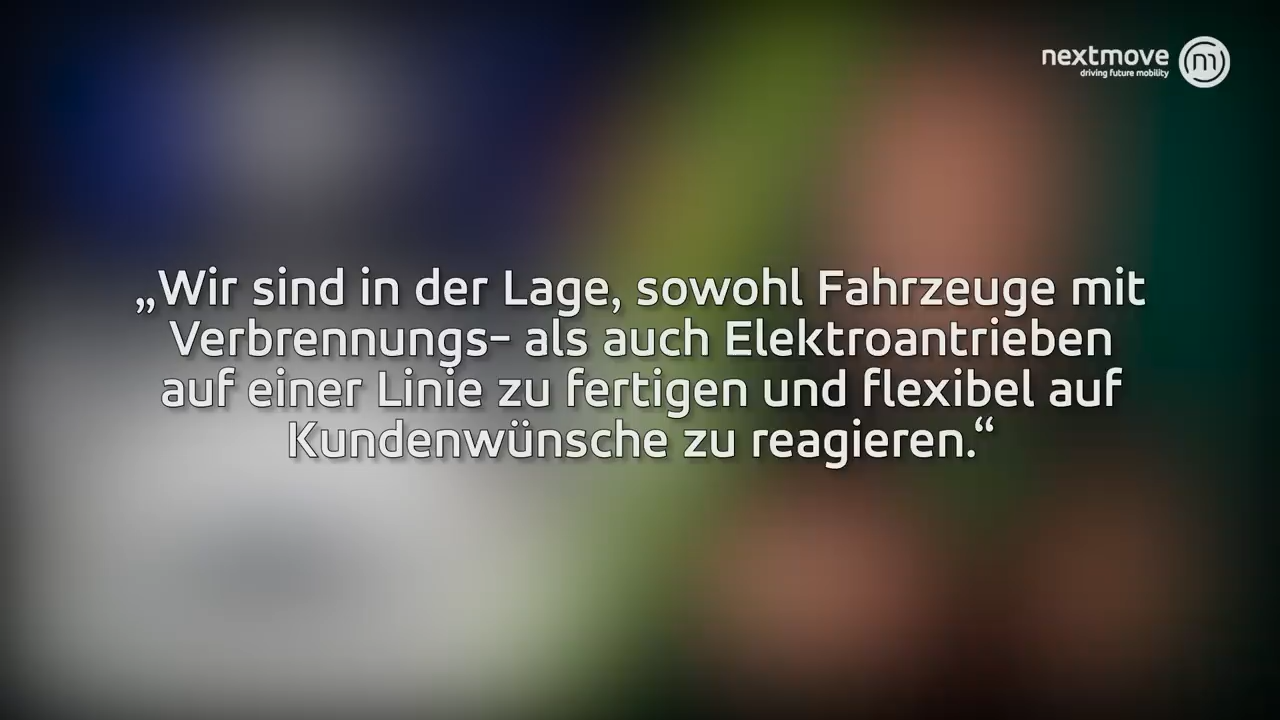 nextmove
driving future mobility
„Wir sind in der Lage, sowohl Fahrzeuge mit
Verbrennungs- als auch Elektroantrieben
auf einer Linie zu fertigen und flexibel auf
Kundenwünsche zu reagieren.“